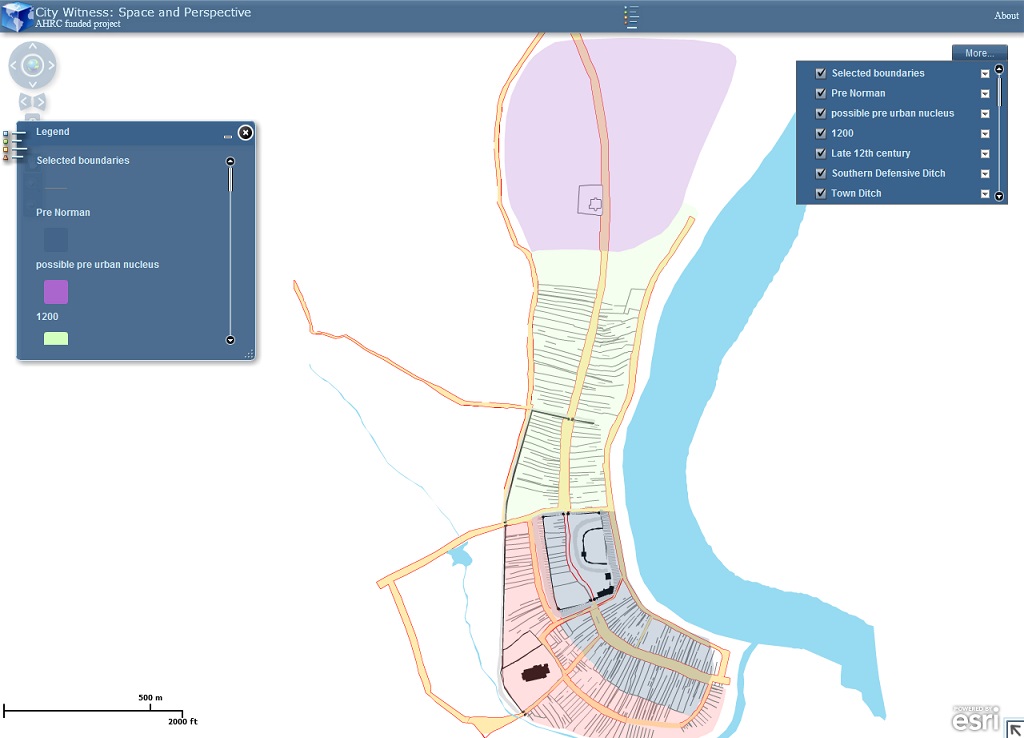 City Witness: Space and Perspective
AHRC funded project
About
More...
Selected boundaries
Pre Norman
possible pre urban nucleus
1200
Late 12th century
Southern Defensive Ditch
Town Ditch
Legend
Selected boundaries
Pre Norman
possible pre urban nucleus
1200
500 m
2000 ft
POWERED BY
esri